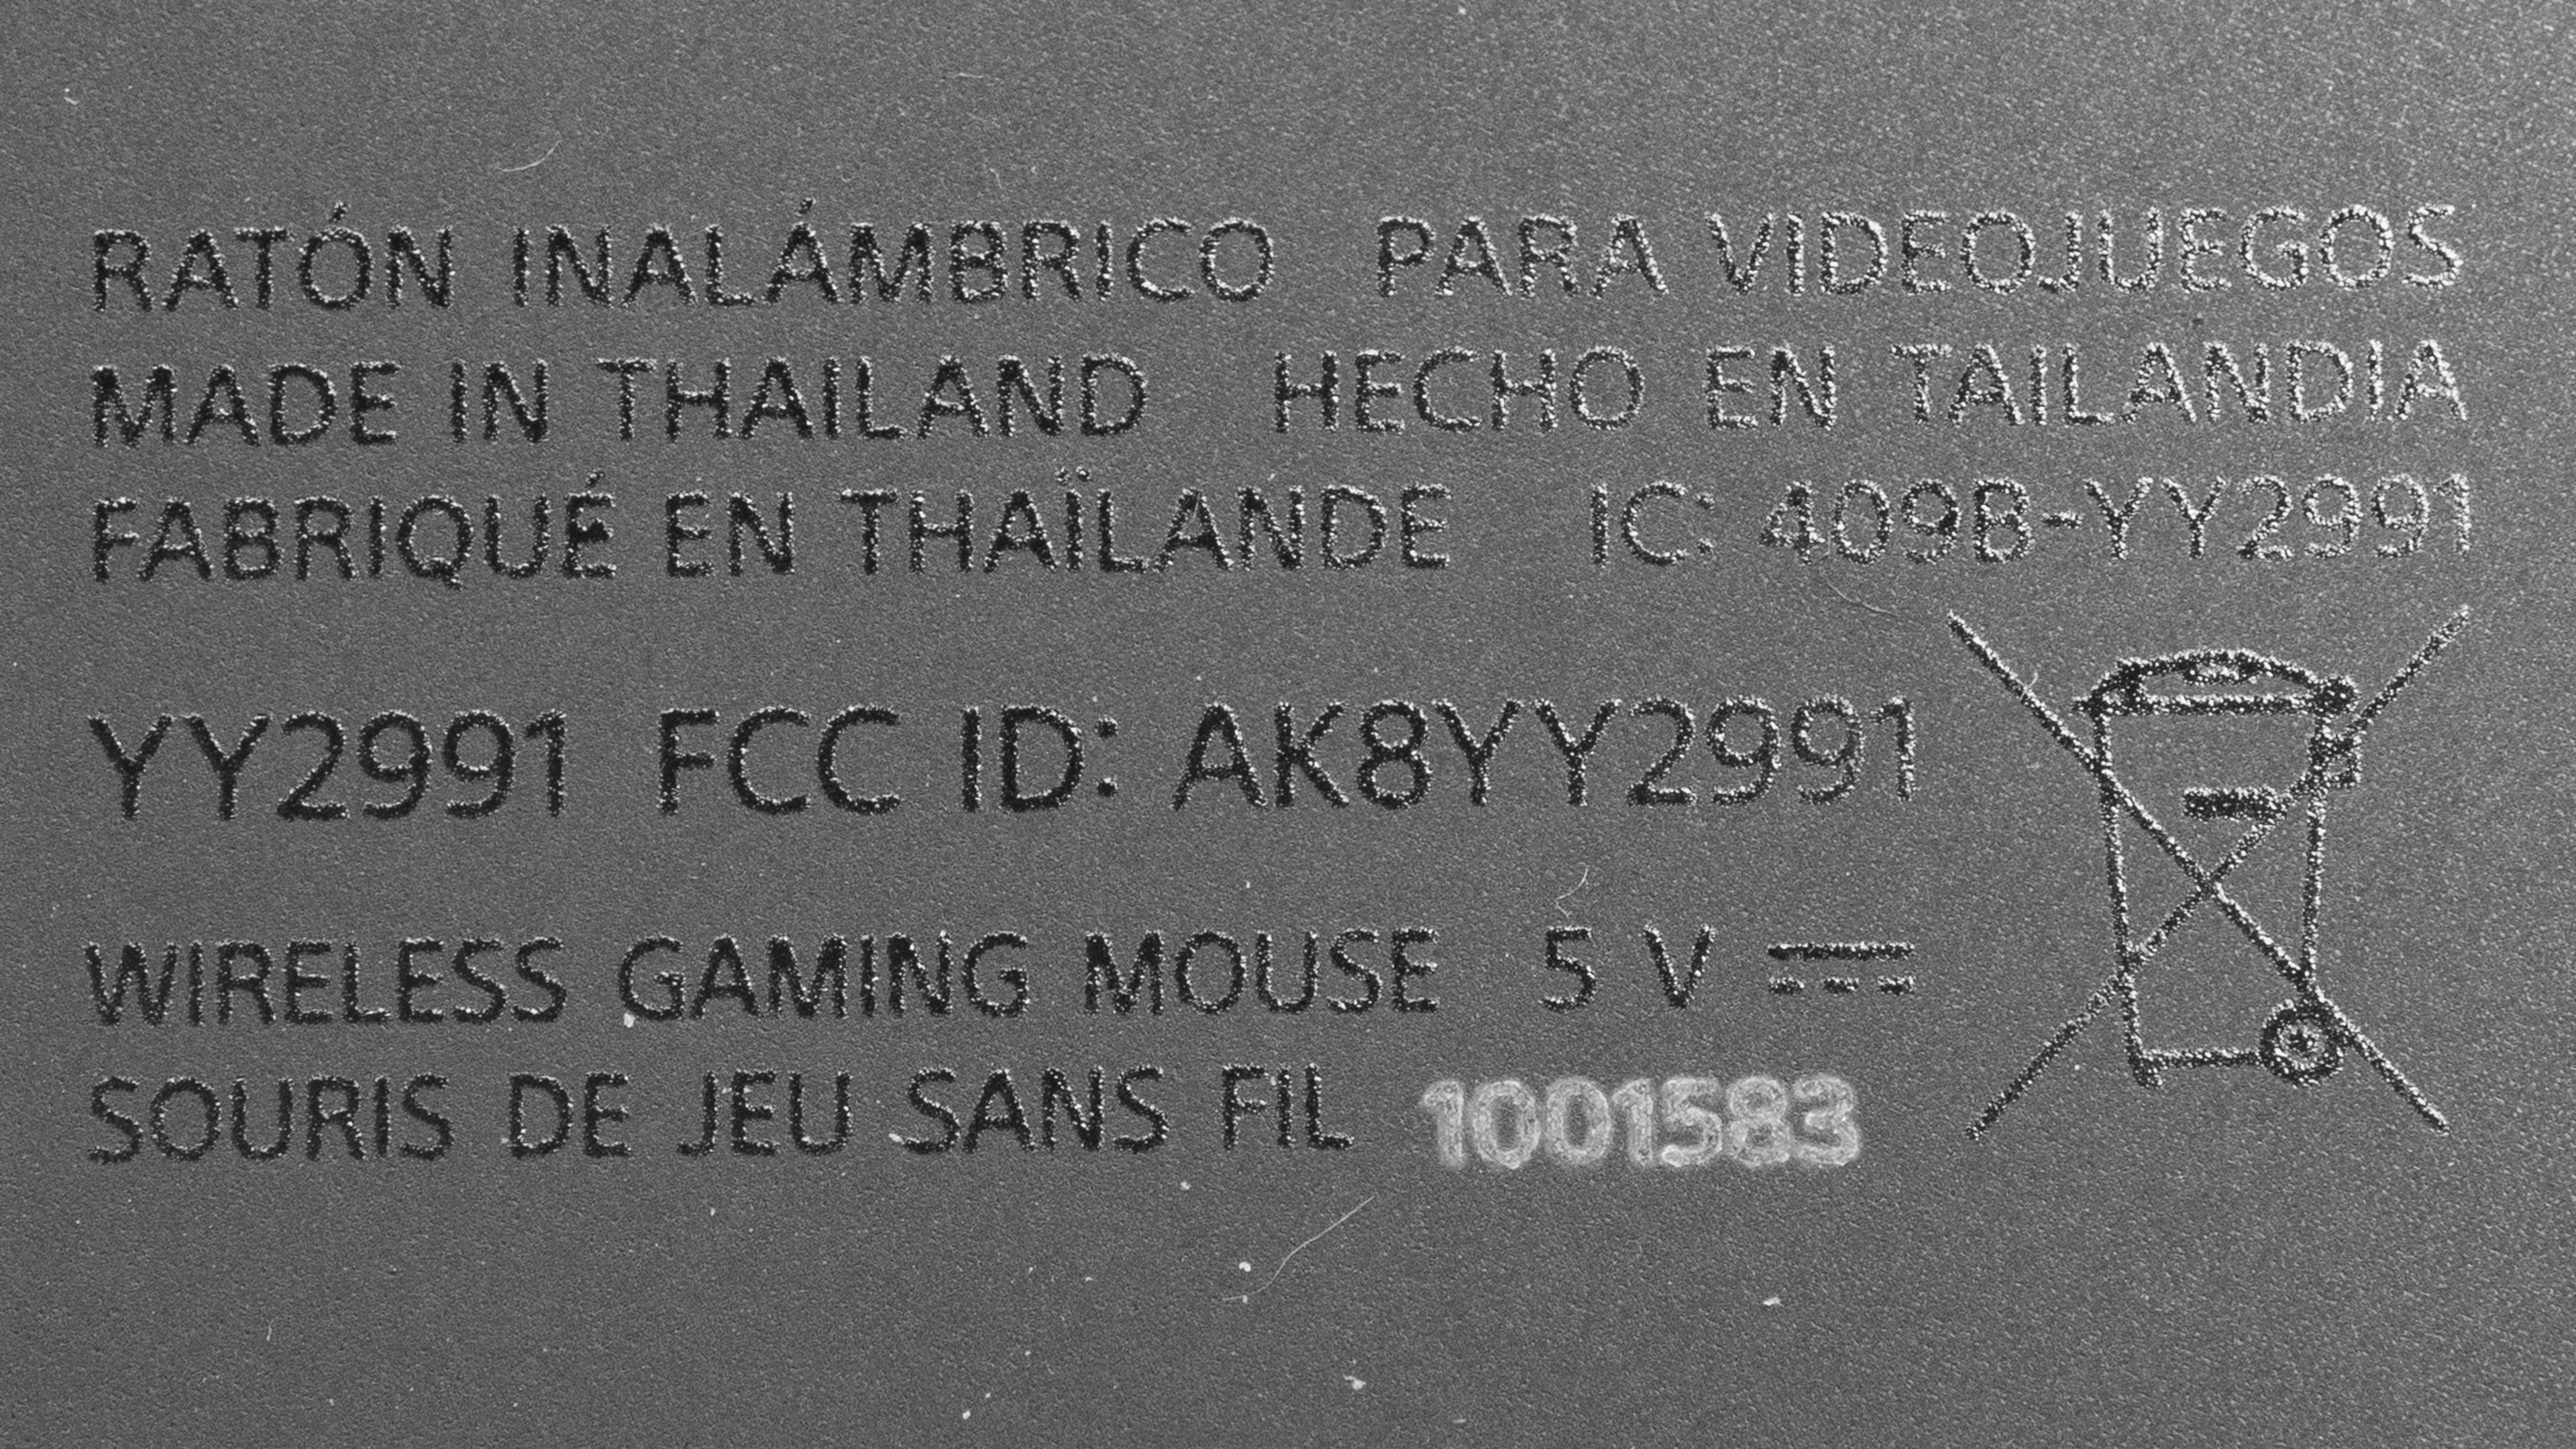 RATÓN INALÁMBRICO PARA VIDEOJUEGOS
MADE IN THAILAND HECHO EN TAILANDIA
FABRIQUÉ EN THAÏLANDE IC: 409B-YY2991
YY2991 FCC ID: AK8YY2991
WIRELESS GAMING MOUSE 5 V ⎓
SOURIS DE JEU SANS FIL 1001583